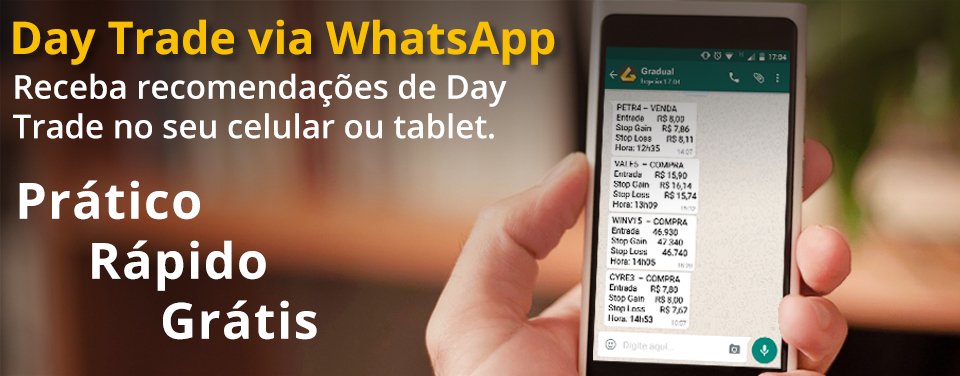 Day Trade via WhatsApp
Receba recomendações de Day
Trade no seu celular ou tablet.
Prático
Rápido
Grátis
17:04
Gradual
PETR4 – VENDA
Entrada R$ 8,00
Stop Gain R$ 7,86
Stop Loss R$ 8,11
Hora: 12h35
VALE5 – COMPRA
Entrada R$ 15,90
Stop Gain R$ 16,14
Stop Loss R$ 15,74
Hora: 13h09
WINV15 – COMPRA
Entrada 46.930
Stop Gain 47.340
Stop Loss 46.740
Hora: 14h05
CYRE3 – COMPRA
Entrada R$ 7,80
Stop Gain R$ 8,00
Stop Loss R$ 7,67
Hora: 14h53
Digite aqui...